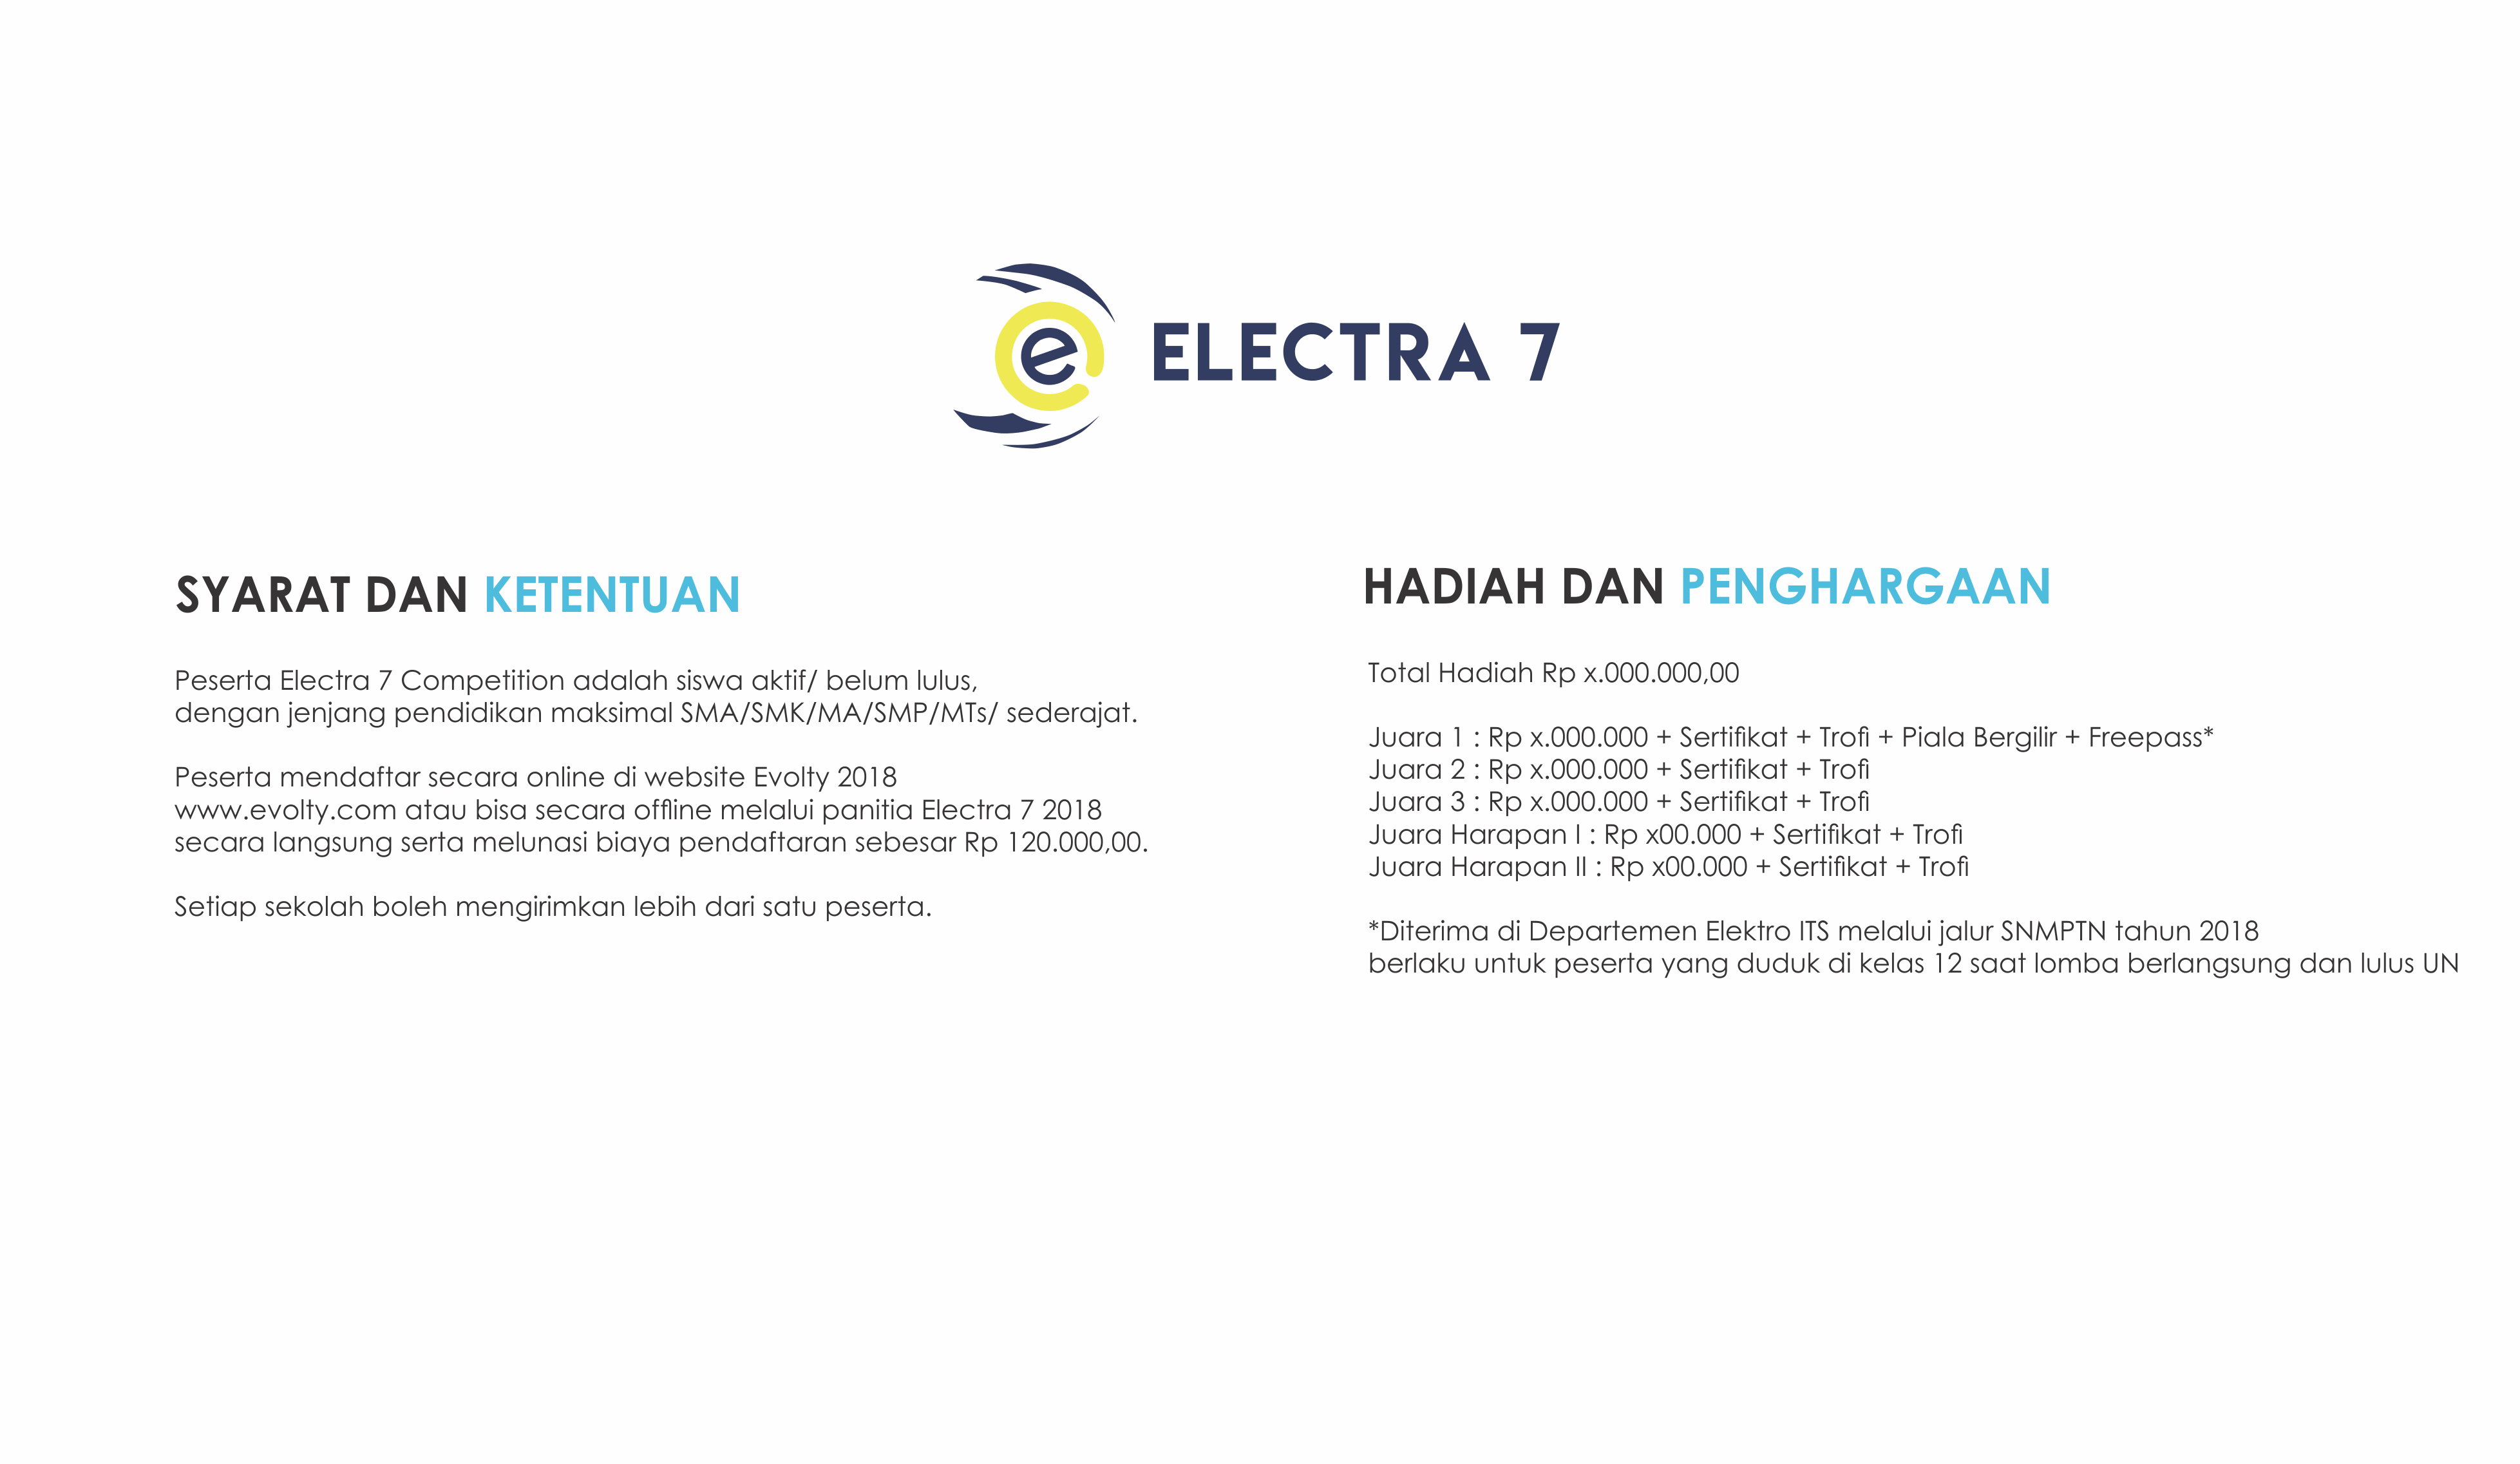 e
ELECTRA 7
SYARAT DAN KETENTUAN
Peserta Electra 7 Competition adalah siswa aktif/ belum lulus,
dengan jenjang pendidikan maksimal SMA/SMK/MA/SMP/MTs/ sederajat.
Peserta mendaftar secara online di website Evolty 2018
www.evolty.com atau bisa secara offline melalui panitia Electra 7 2018
secara langsung serta melunasi biaya pendaftaran sebesar Rp 120.000,00.
Setiap sekolah boleh mengirimkan lebih dari satu peserta.
HADIAH DAN PENGHARGAAN
Total Hadiah Rp x.000.000,00
Juara 1 : Rp x.000.000 + Sertifikat + Trofi + Piala Bergilir + Freepass*
Juara 2 : Rp x.000.000 + Sertifikat + Trofi
Juara 3 : Rp x.000.000 + Sertifikat + Trofi
Juara Harapan I : Rp x00.000 + Sertifikat + Trofi
Juara Harapan II : Rp x00.000 + Sertifikat + Trofi
*Diterima di Departemen Elektro ITS melalui jalur SNMPTN tahun 2018
berlaku untuk peserta yang duduk di kelas 12 saat lomba berlangsung dan lulus UN